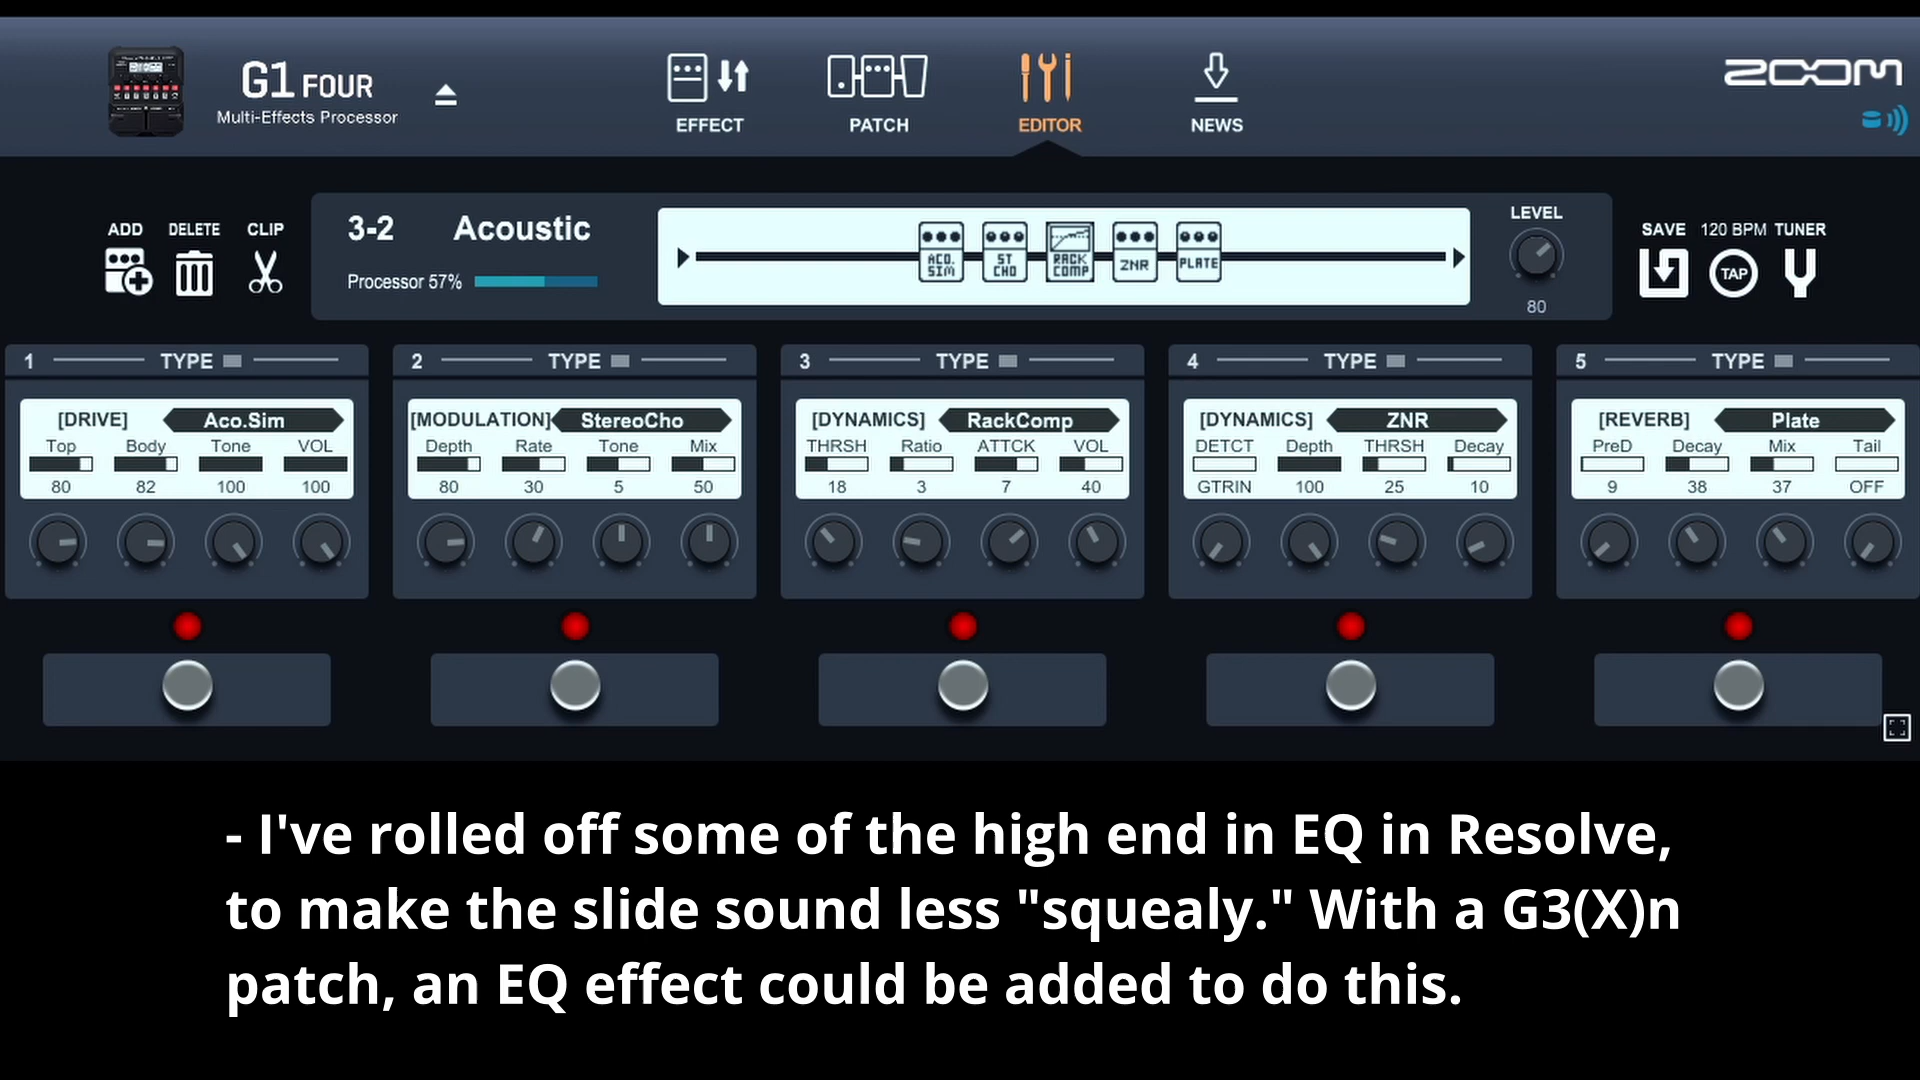 G1 FOUR
Multi-Effects Processor
EFFECT
PATCH
EDITOR
NEWS
ZOOM
ADD DELETE CLIP
3-2 Acoustic
Processor 57%
ACO. SIM
ST CHO
RACK COMP
ZNR
PLATE
LEVEL
80
SAVE 120 BPM TUNER
TAP
1 TYPE
[DRIVE] Aco.Sim
Top Body Tone VOL
80 82 100 100
2 TYPE
[MODULATION] StereoCho
Depth Rate Tone Mix
80 30 5 50
3 TYPE
[DYNAMICS] RackComp
THRSH Ratio ATTCK VOL
18 3 7 40
4 TYPE
[DYNAMICS] ZNR
DETCT Depth THRSH Decay
GTRIN 100 25 10
5 TYPE
[REVERB] Plate
PreD Decay Mix Tail
9 38 37 OFF
- I've rolled off some of the high end in EQ in Resolve,
to make the slide sound less "squealy." With a G3(X)n
patch, an EQ effect could be added to do this.